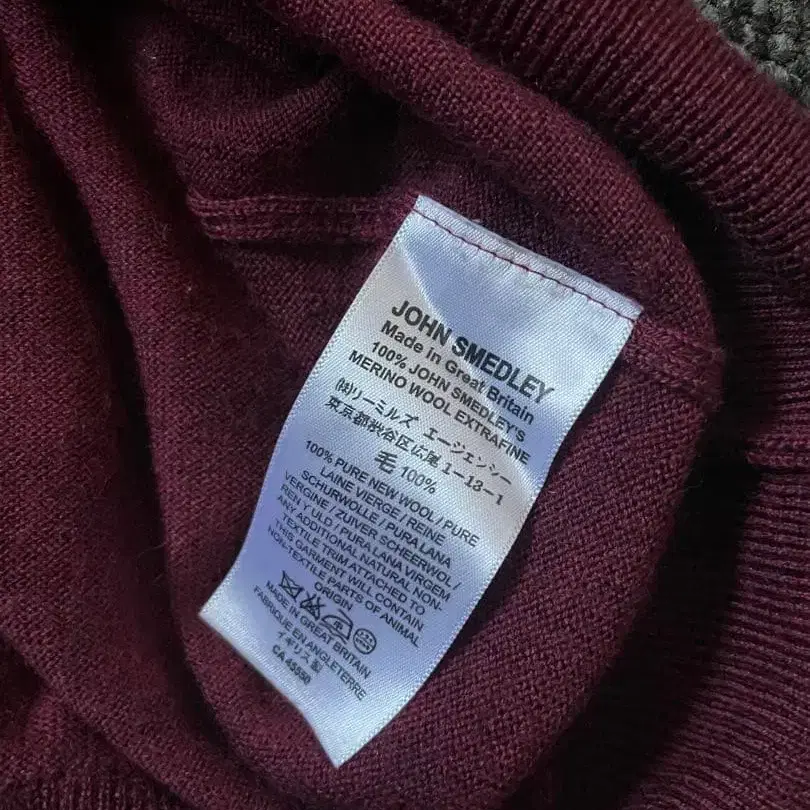 JOHN SMEDLEY
Made in Great Britain
100% JOHN SMEDLEY'S
MERINO WOOL EXTRAFINE
(株)リーミルズ エージェンシー
東京都渋谷区広尾1-13-1
毛 100%
100% PURE NEW WOOL/PURE
LAINE VIERGE/REINE
SCHURWOLLE/PURA LANA
VERGINE/ZUIVER SCHEERWOL/
REN Y ULD/PURA LANA VIRGEM
ANY ADDITIONAL NATURAL NON-
TEXTILE TRIM ATTACHED TO
THIS GARMENT WILL CONTAIN
NON-TEXTILE PARTS OF ANIMAL
ORIGIN
MADE IN GREAT BRITAIN
FABRIQUE EN ANGLETERRE
イギリス製
CA 45550